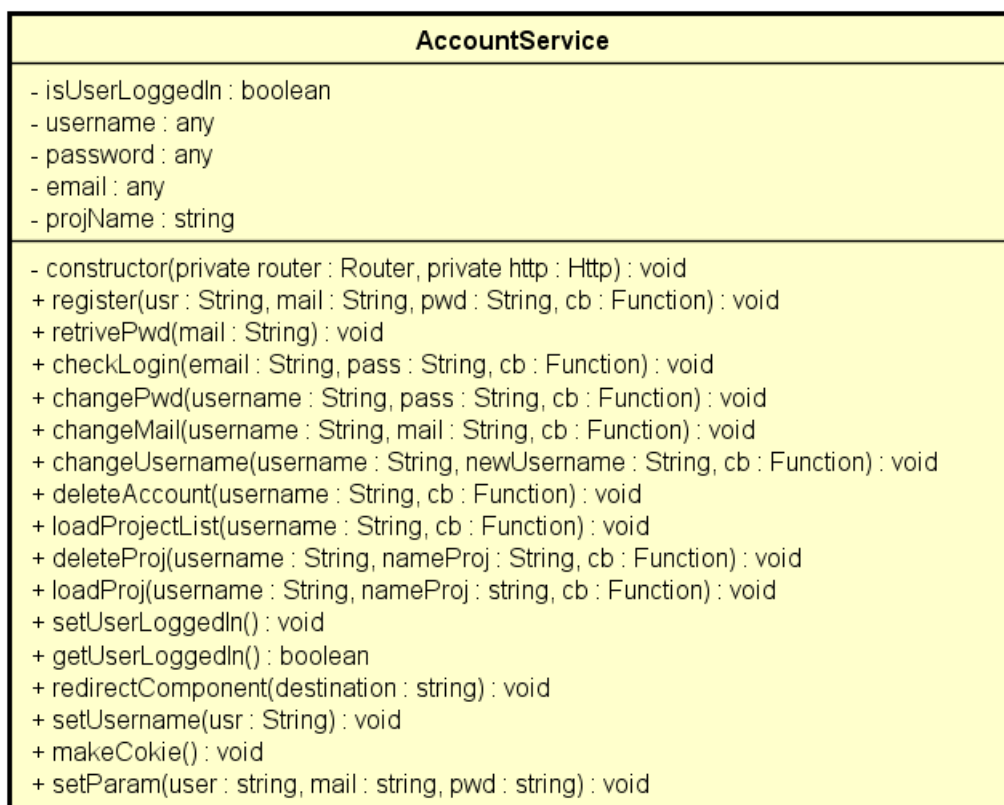 AccountService
- isUserLoggedIn : boolean
- username : any
- password : any
- email : any
- projName : string
- constructor(private router : Router, private http : Http) : void
+ register(usr : String, mail : String, pwd : String, cb : Function) : void
+ retrivePwd(mail : String) : void
+ checkLogin(email : String, pass : String, cb : Function) : void
+ changePwd(username : String, pass : String, cb : Function) : void
+ changeMail(username : String, mail : String, cb : Function) : void
+ changeUsername(username : String, newUsername : String, cb : Function) : void
+ deleteAccount(username : String, cb : Function) : void
+ loadProjectList(username : String, cb : Function) : void
+ deleteProj(username : String, nameProj : String, cb : Function) : void
+ loadProj(username : String, nameProj : string, cb : Function) : void
+ setUserLoggedIn() : void
+ getUserLoggedIn() : boolean
+ redirectComponent(destination : string) : void
+ setUsername(usr : String) : void
+ makeCokie() : void
+ setParam(user : string, mail : string, pwd : string) : void